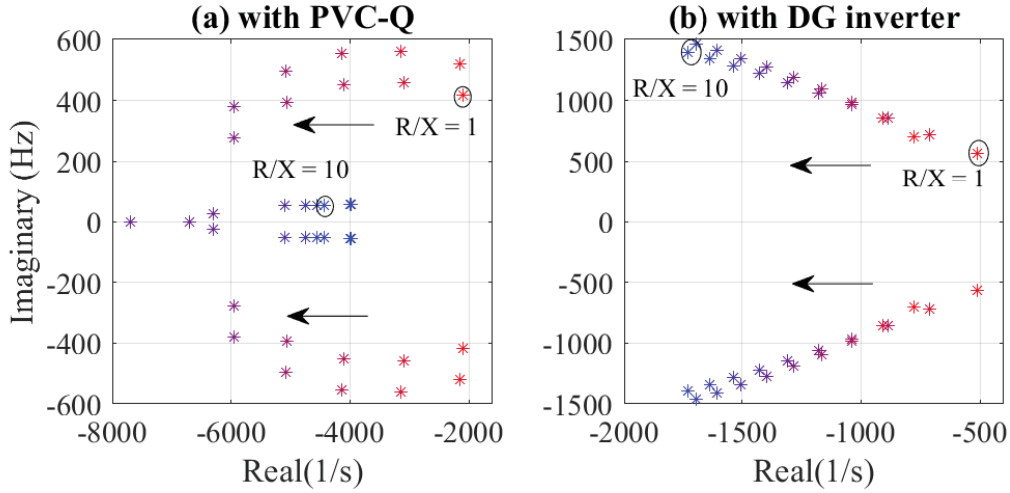 (a) with PVC-Q
(b) with DG inverter
Imaginary (Hz)
600
400
200
0
-200
-400
-600
R/X = 1
R/X = 10
-8000 -6000 -4000 -2000
Real(1/s)
1500
1000
500
0
-500
-1000
-1500
R/X = 10
R/X = 1
-2000 -1500 -1000 -500
Real(1/s)